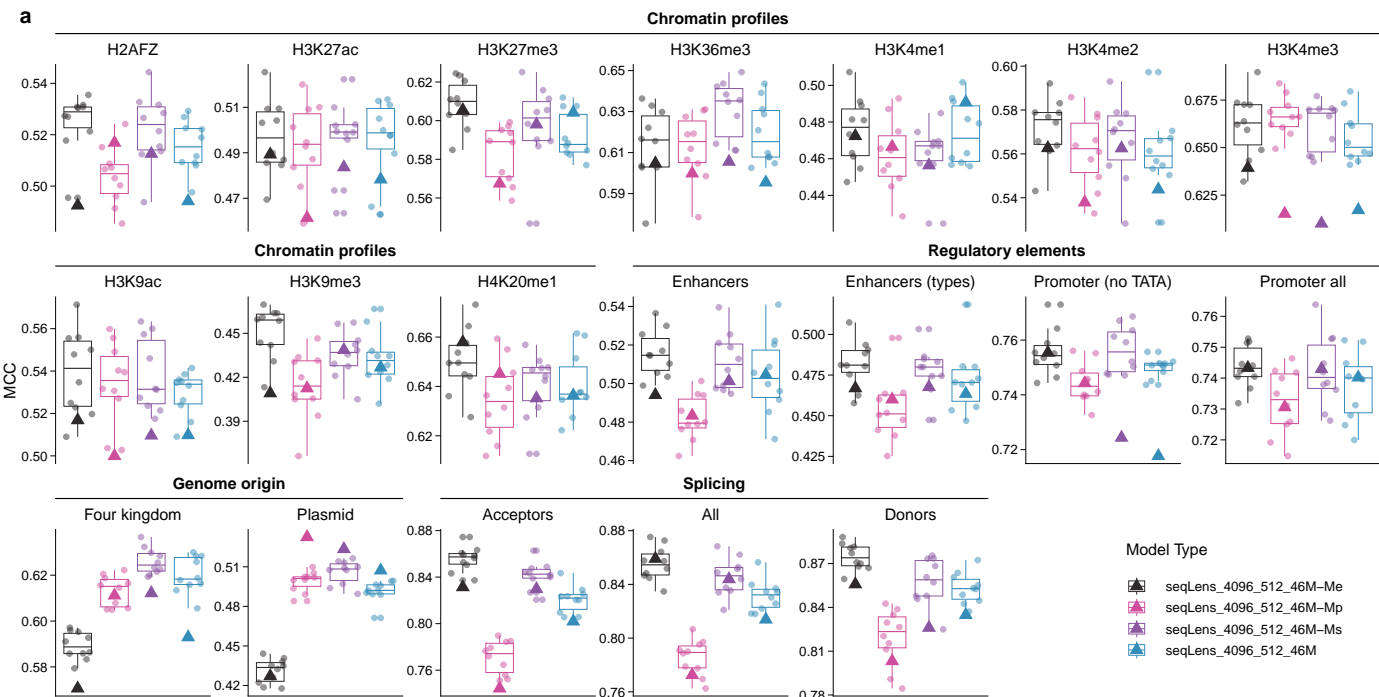 a
Chromatin profiles
H2AFZ H3K27ac H3K27me3 H3K36me3 H3K4me1 H3K4me2 H3K4me3
0.54 0.52 0.50
0.51 0.49 0.47
0.62 0.60 0.58 0.56
0.65 0.63 0.61 0.59
0.50 0.48 0.46 0.44
0.60 0.58 0.56 0.54
0.675 0.650 0.625
Chromatin profiles Regulatory elements
H3K9ac H3K9me3 H4K20me1 Enhancers Enhancers (types) Promoter (no TATA) Promoter all
MCC
0.56 0.54 0.52 0.50
0.45 0.42 0.39
0.66 0.64 0.62
0.54 0.52 0.50 0.48 0.46
0.500 0.475 0.450 0.425
0.76 0.74 0.72
0.76 0.75 0.74 0.73 0.72
Genome origin Splicing
Four kingdom Plasmid Acceptors All Donors
0.62 0.60 0.58
0.51 0.48 0.45 0.42
0.88 0.84 0.80 0.76
0.88 0.84 0.80 0.76
0.87 0.84 0.81 0.78
Model Type
seqLens_4096_512_46M−Me
seqLens_4096_512_46M−Mp
seqLens_4096_512_46M−Ms
seqLens_4096_512_46M